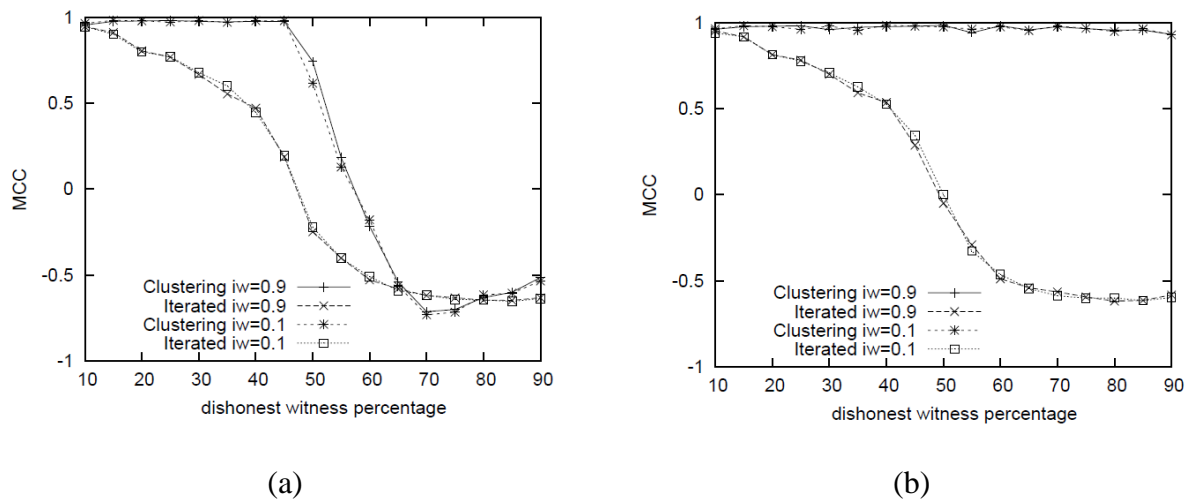 1
0.5
0
-0.5
-1
MCC
Clustering iw=0.9
Iterated iw=0.9
Clustering iw=0.1
Iterated iw=0.1
10 20 30 40 50 60 70 80 90
dishonest witness percentage
(a)
1
0.5
0
-0.5
-1
MCC
Clustering iw=0.9
Iterated iw=0.9
Clustering iw=0.1
Iterated iw=0.1
10 20 30 40 50 60 70 80 90
dishonest witness percentage
(b)